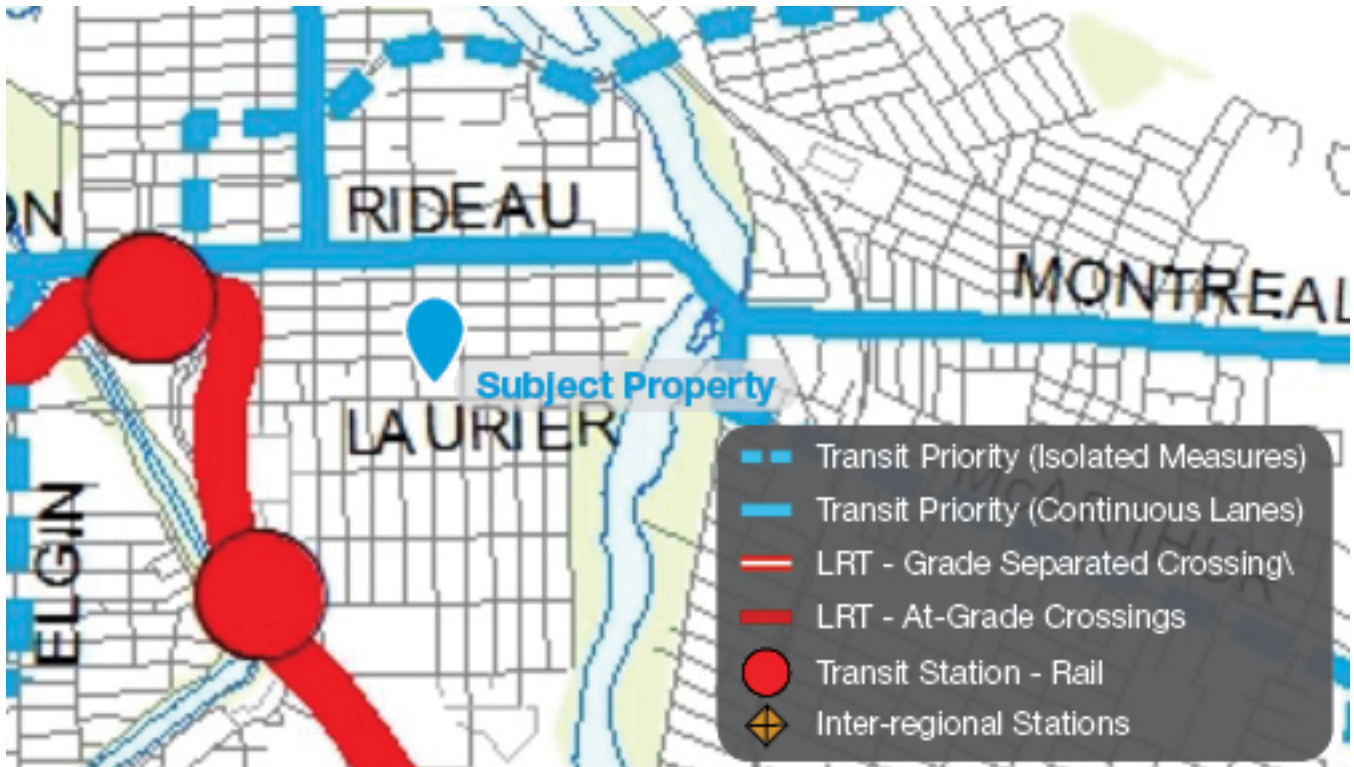 ON
RIDEAU
MONTREAL
Subject Property
LAURIER
ELGIN
McARTHUR
Transit Priority (Isolated Measures)
Transit Priority (Continuous Lanes)
LRT - Grade Separated Crossing\
LRT - At-Grade Crossings
Transit Station - Rail
Inter-regional Stations